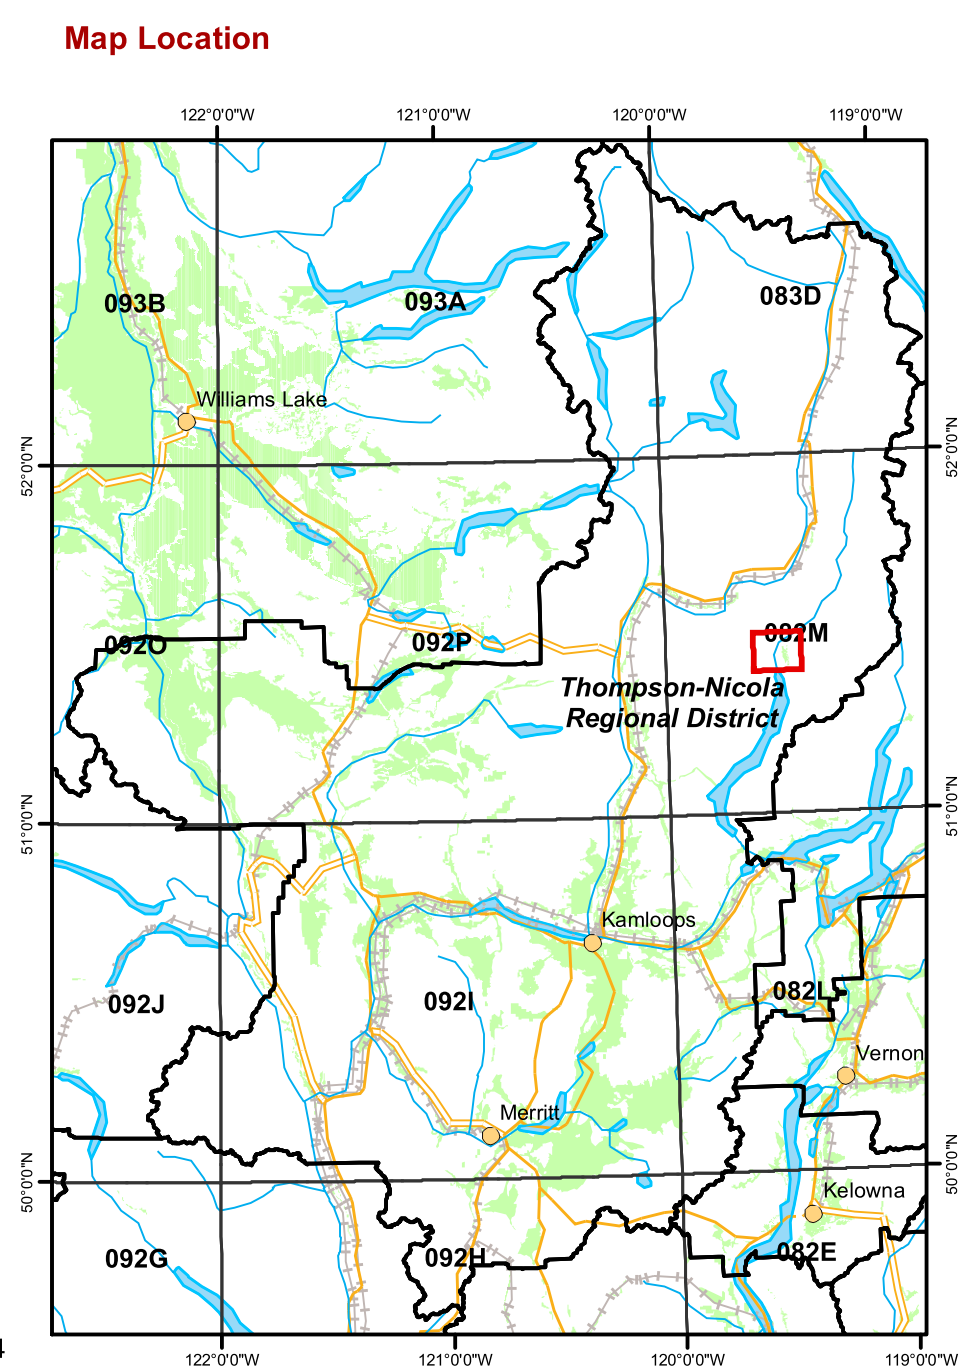 Map Location
122°0'0"W 121°0'0"W 120°0'0"W 119°0'0"W
093B 093A 083D
Williams Lake
52°0'0"N 52°0'0"N
092O 092P 082M
Thompson-Nicola
Regional District
51°0'0"N 51°0'0"N
Kamloops
092J 092I 082L
Vernon
Merritt
50°0'0"N 50°0'0"N
Kelowna
092G 092H 082E
4
122°0'0"W 121°0'0"W 120°0'0"W 119°0'0"W